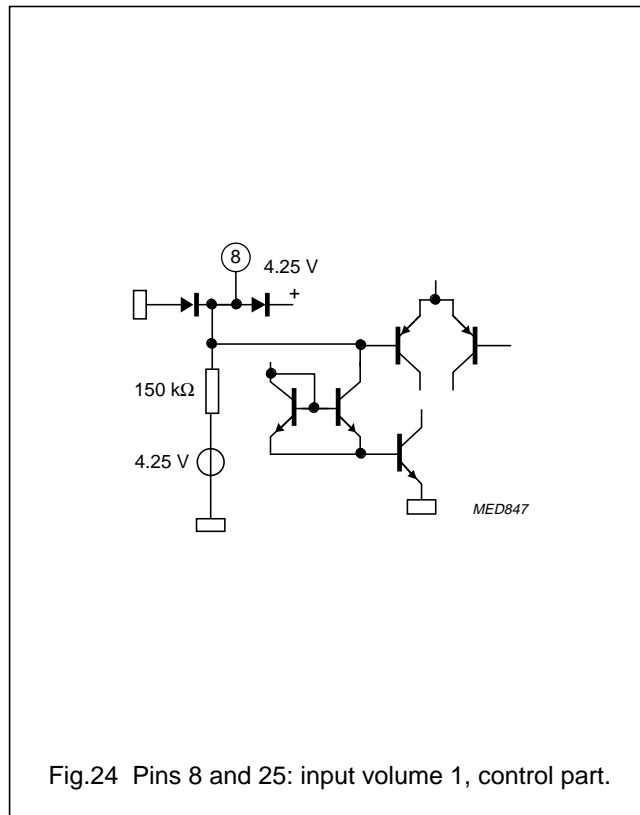 8
4.25 V
+
150 kΩ
4.25 V
MED847
Fig.24 Pins 8 and 25: input volume 1, control part.